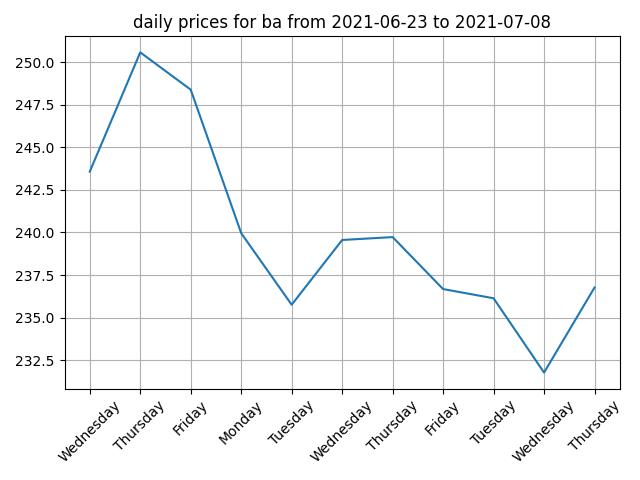 daily prices for ba from 2021-06-23 to 2021-07-08
250.0
247.5
245.0
242.5
240.0
237.5
235.0
232.5
Wednesday
Thursday
Friday
Monday
Tuesday
Wednesday
Thursday
Friday
Tuesday
Wednesday
Thursday